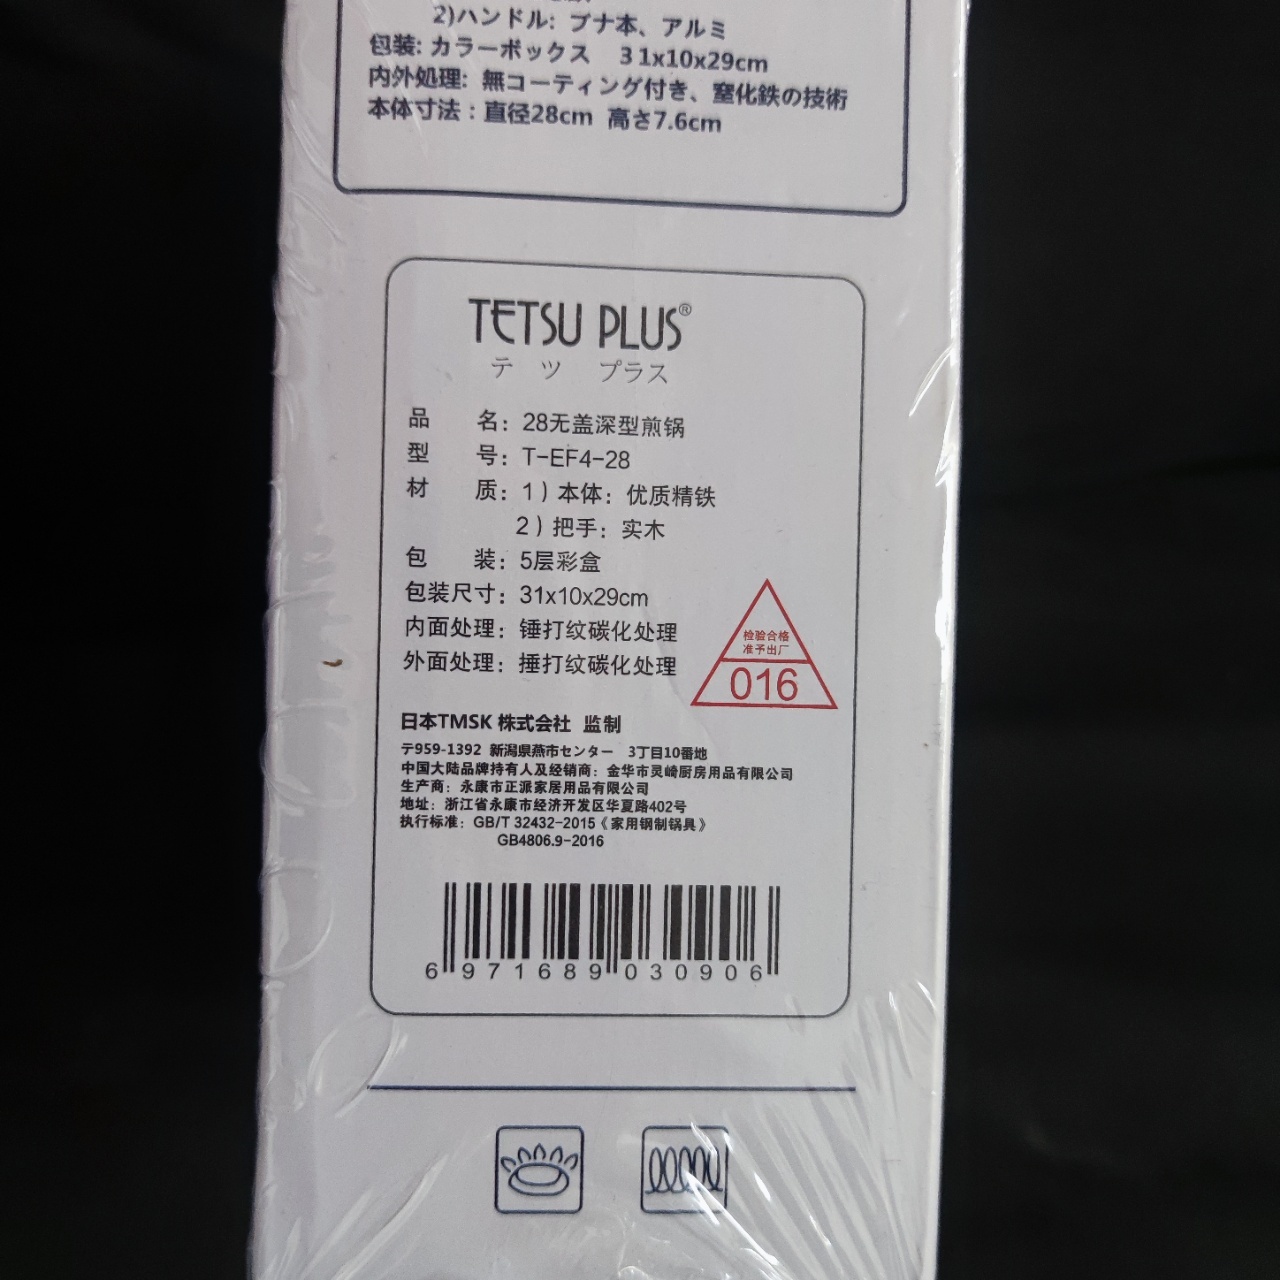 2)ハンドル: ブナ本、アルミ
包装: カラーボックス 31x10x29cm
内外処理: 無コーティング付き、窒化鉄の技術
本体寸法：直径28cm 高さ7.6cm
TETSU PLUS®
テツ プラス
品 名：28无盖深型煎锅
型 号：T-EF4-28
材 质：1）本体：优质精铁
2）把手：实木
包 装：5层彩盒
包装尺寸：31x10x29cm
内面处理：锤打纹碳化处理
外面处理：捶打纹碳化处理
检验合格
准予出厂
016
日本TMSK 株式会社 监制
〒959-1392 新潟県燕市センター 3丁目10番地
中国大陆品牌持有人及经销商：金华市灵崎厨房用品有限公司
生产商：永康市正派家居用品有限公司
地址：浙江省永康市经济开发区华夏路402号
执行标准：GB/T 32432-2015《家用钢制锅具》
GB4806.9-2016
6 971689 030906